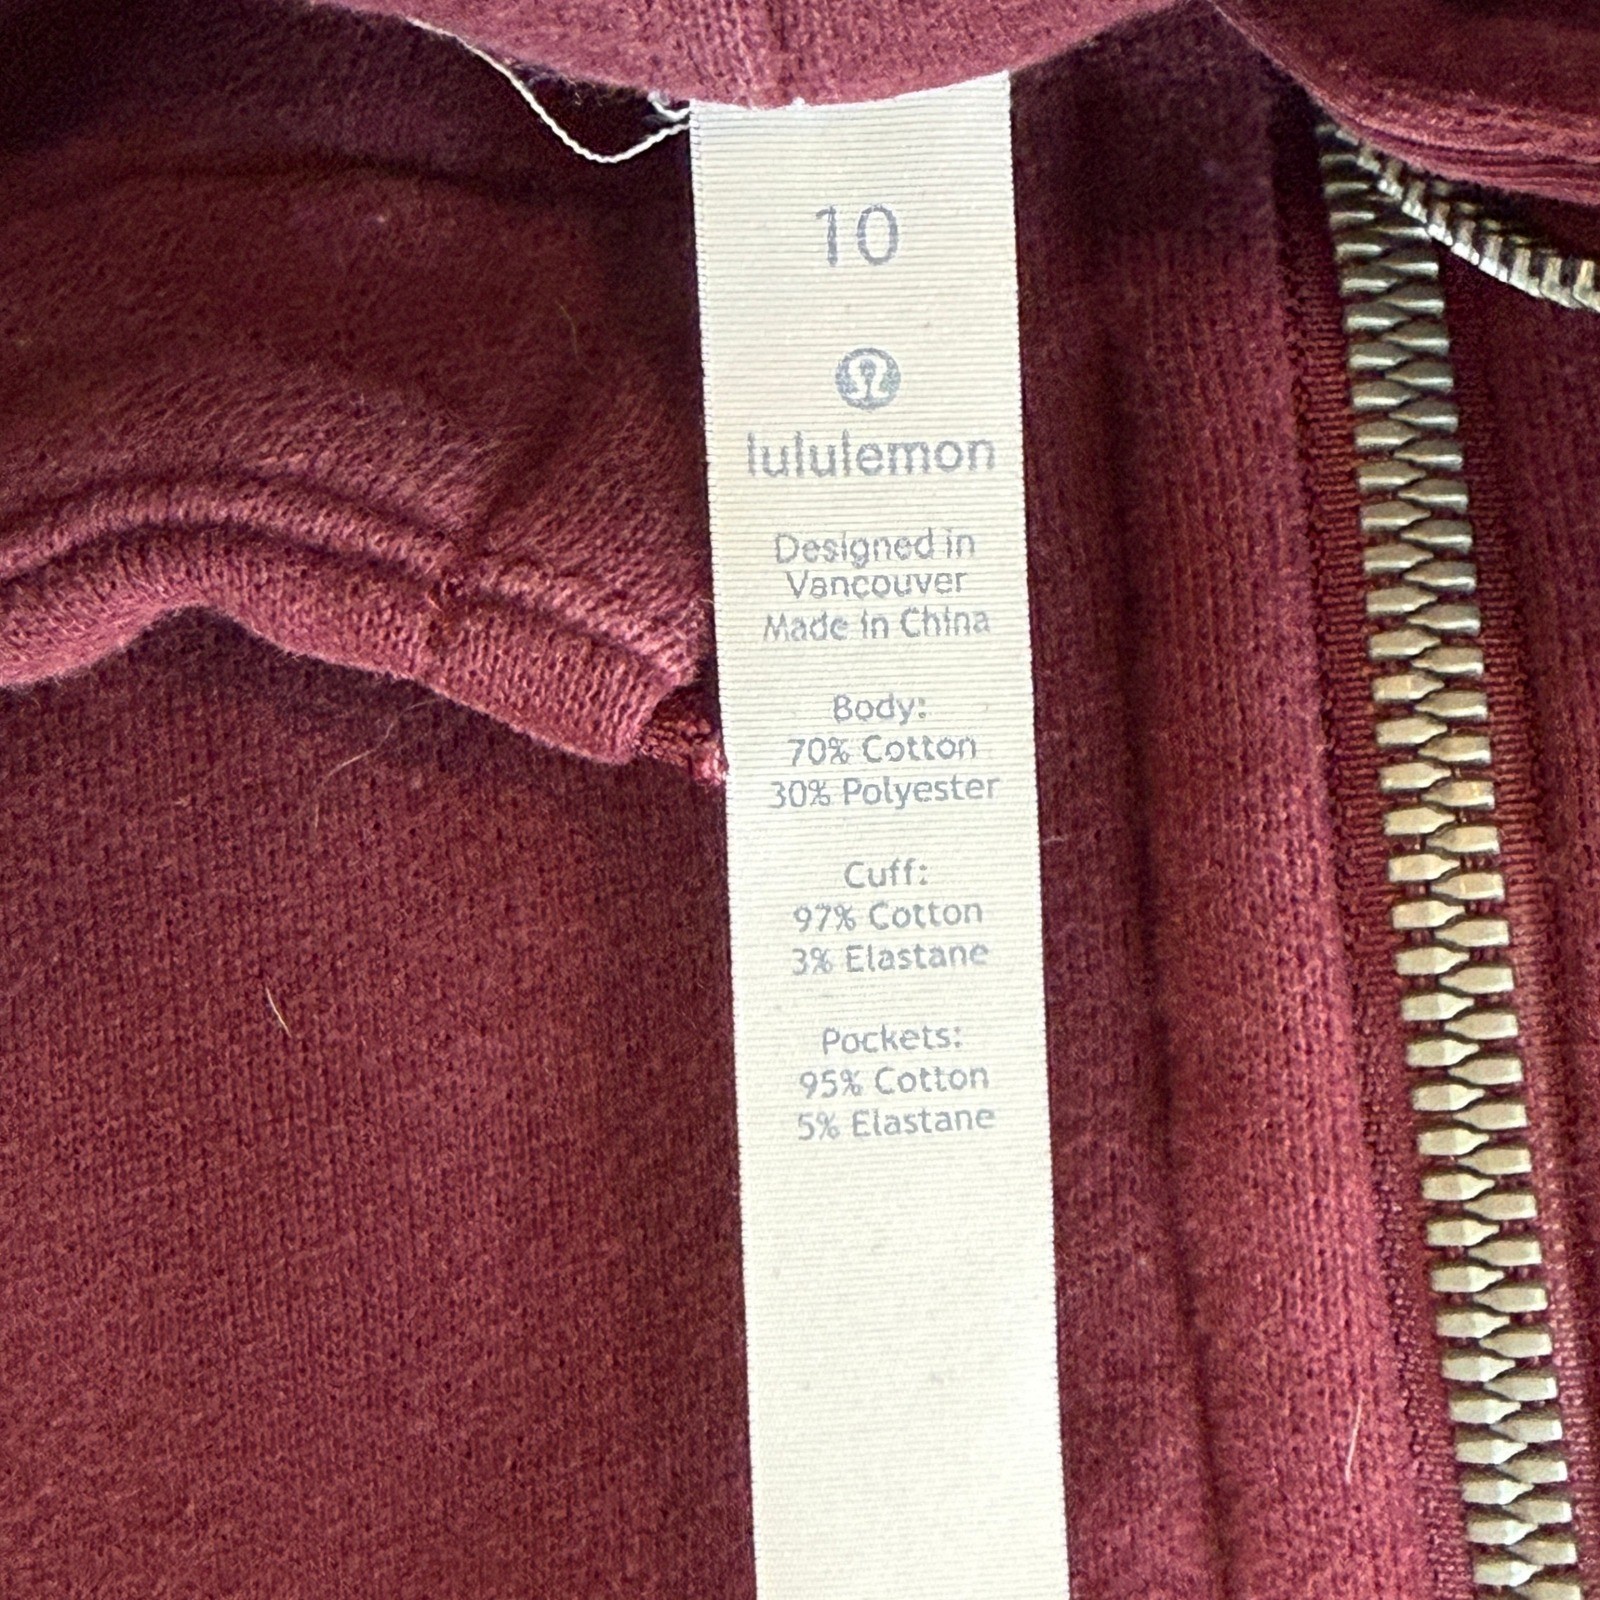 10
lululemon
Designed in
Vancouver
Made in China
Body:
70% Cotton
30% Polyester
Cuff:
97% Cotton
3% Elastane
Pockets:
95% Cotton
5% Elastane